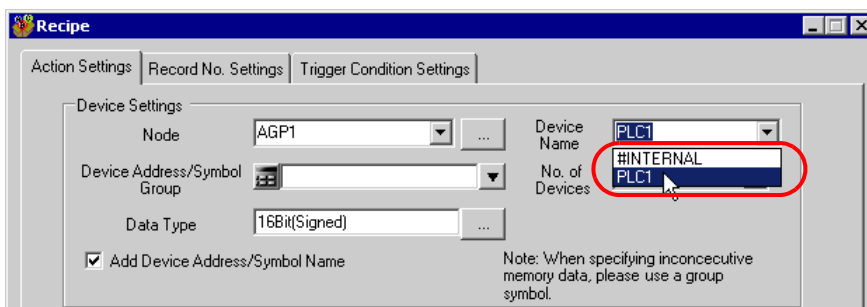 Recipe
Action Settings
Record No. Settings
Trigger Condition Settings
Device Settings
Node
AGP1
...
Device
Name
PLC1
#INTERNAL
PLC1
Device Address/Symbol
Group
No. of
Devices
Data Type
16Bit(Signed)
...
Add Device Address/Symbol Name
Note: When specifying inconcecutive
memory data, please use a group
symbol.